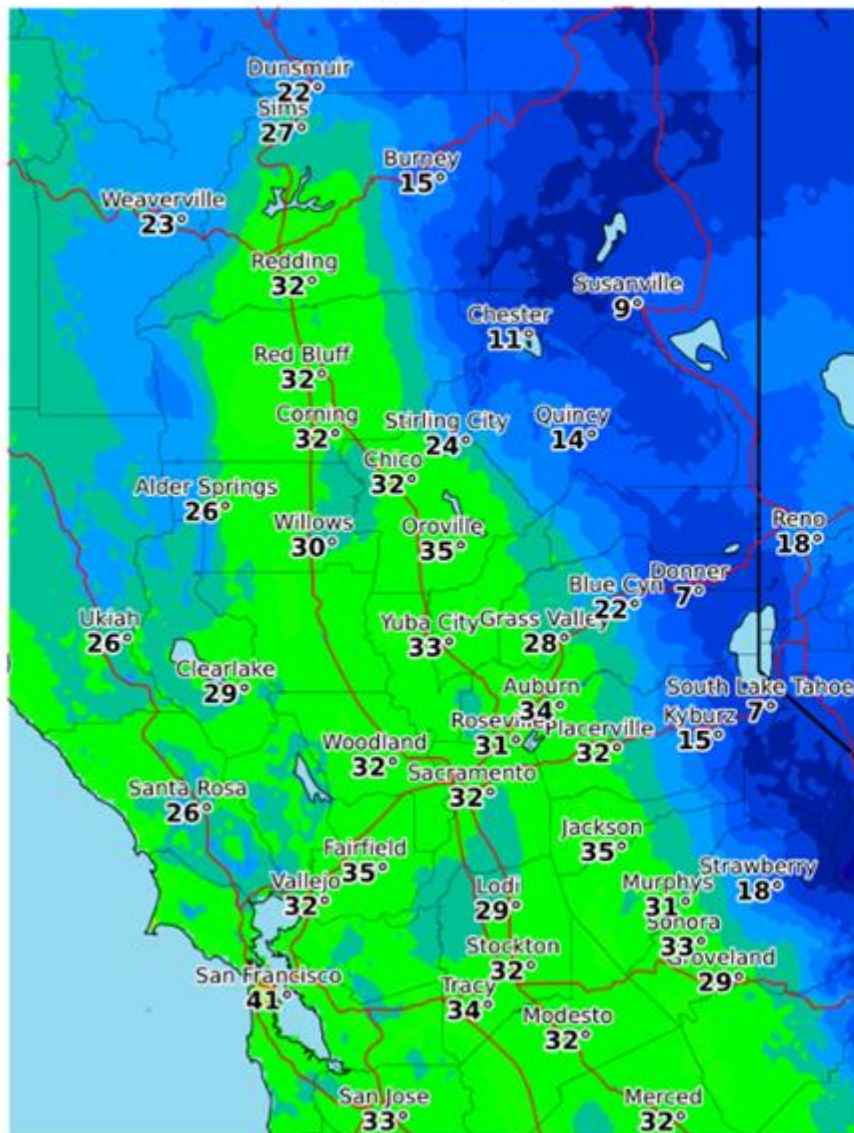 Dunsmuir
22°
Sims
27°
Burney
15°
Weaverville
23°
Redding
32°
Susanville
9°
Chester
11°
Red Bluff
32°
Corning
32°
Stirling City
24°
Quincy
14°
Chico
32°
Alder Springs
26°
Willows
30°
Oroville
35°
Reno
18°
Donner
7°
Blue Cyn
22°
Ukiah
26°
Yuba City
33°
Grass Valley
28°
Clearlake
29°
Auburn
34°
South Lake Tahoe
7°
Roseville
31°
Placerville
32°
Kyburz
15°
Woodland
32°
Sacramento
32°
Santa Rosa
26°
Jackson
35°
Fairfield
35°
Strawberry
18°
Vallejo
32°
Lodi
29°
Murphys
31°
Sonora
33°
Stockton
32°
Groveland
29°
San Francisco
41°
Tracy
34°
Modesto
32°
San Jose
33°
Merced
32°